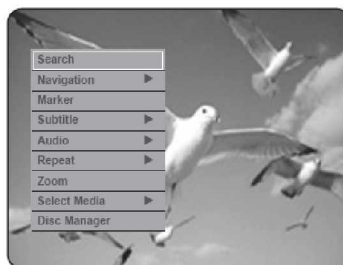 Search
Navigation ►
Marker
Subtitle ►
Audio ►
Repeat ►
Zoom
Select Media ►
Disc Manager